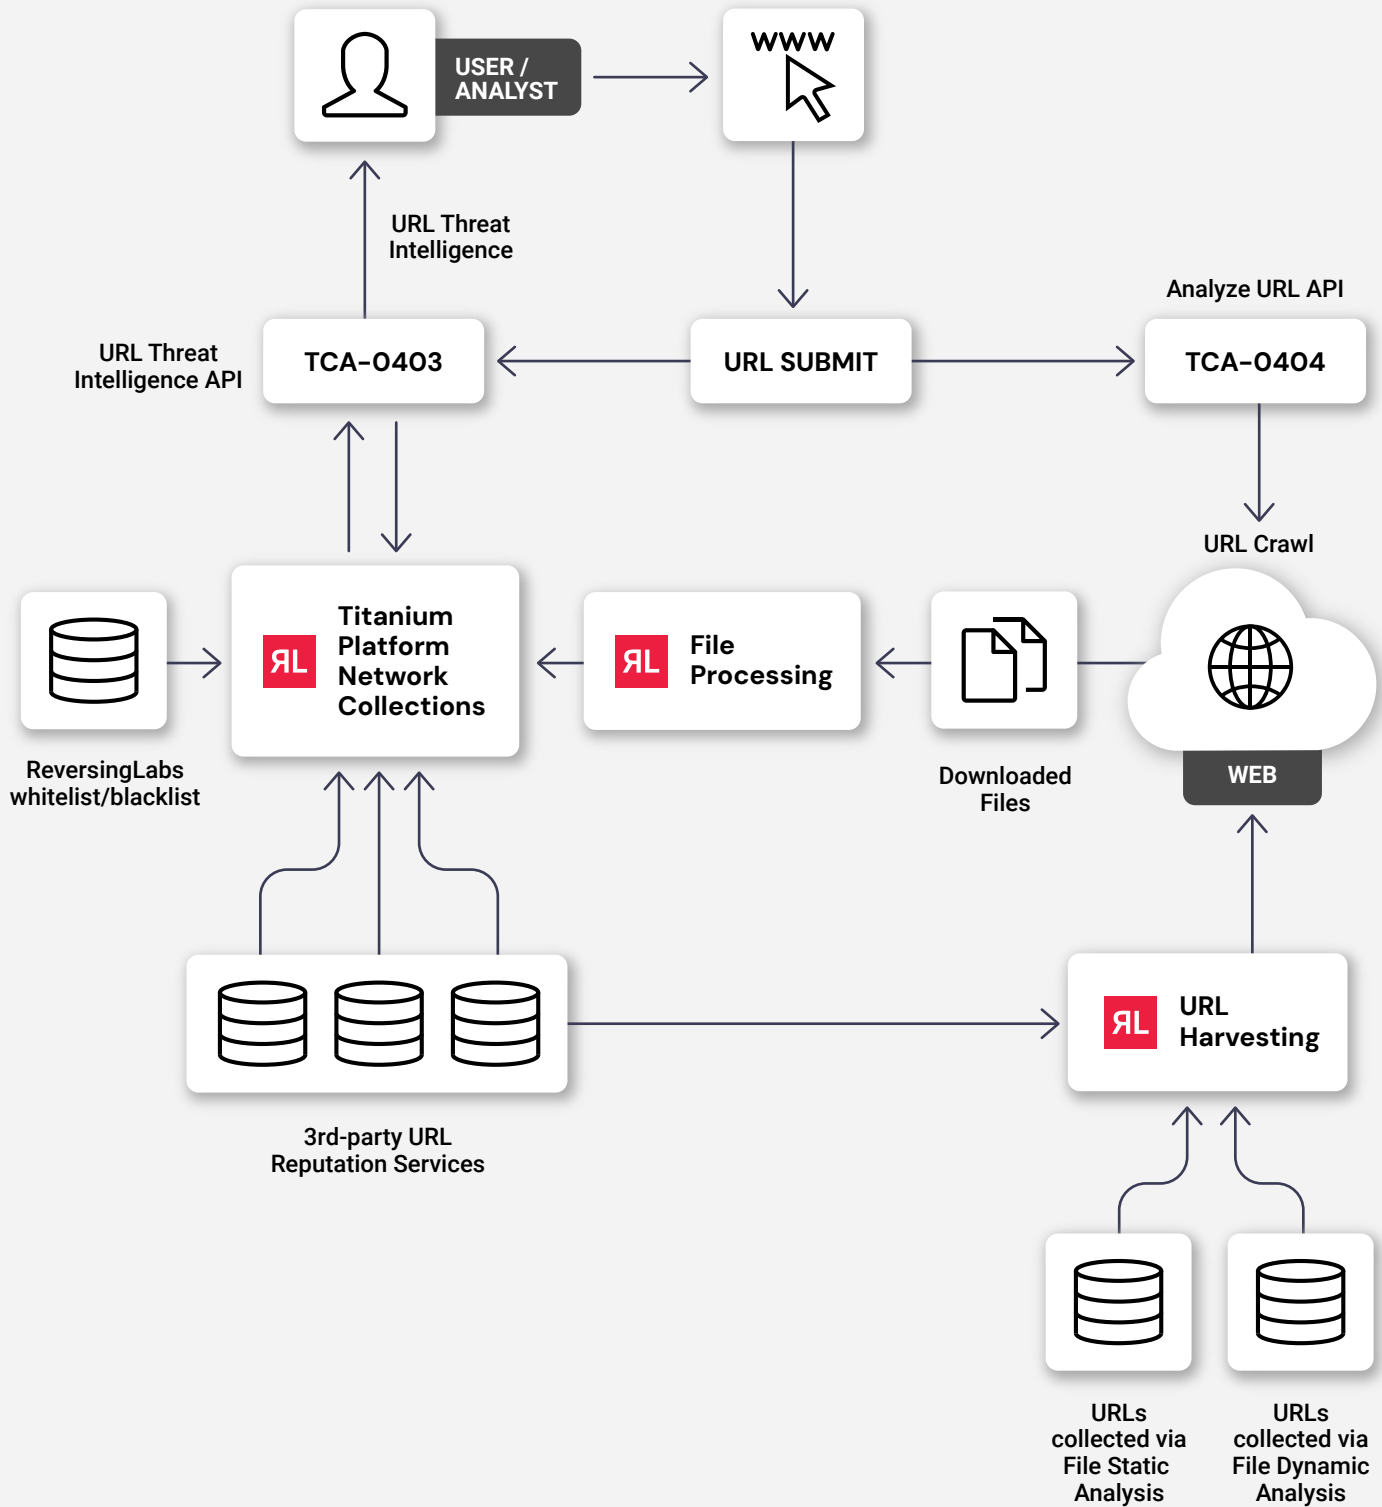 WWW
USER /
ANALYST
URL Threat
Intelligence
Analyze URL API
URL Threat
Intelligence API
TCA-0403
URL SUBMIT
TCA-0404
URL Crawl
ЯL
Titanium
Platform
Network
Collections
ЯL
File
Processing
ReversingLabs
whitelist/blacklist
Downloaded
Files
WEB
ЯL
URL
Harvesting
3rd-party URL
Reputation Services
URLs
collected via
File Static
Analysis
URLs
collected via
File Dynamic
Analysis